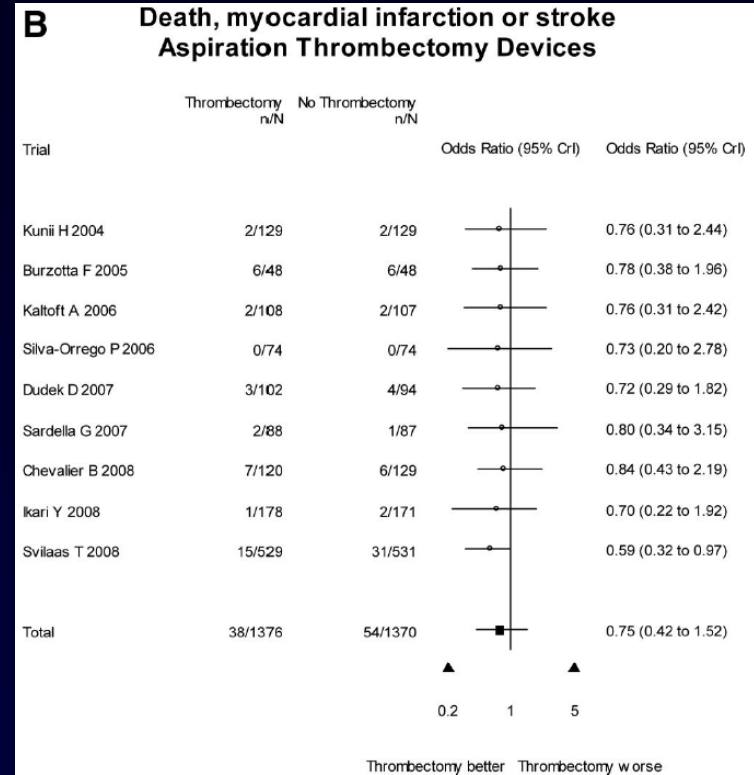 B
Death, myocardial infarction or stroke
Aspiration Thrombectomy Devices
Thrombectomy No Thrombectomy
n/N n/N
Trial Odds Ratio (95% CrI) Odds Ratio (95% CrI)
Kunii H 2004 2/129 2/129 0.76 (0.31 to 2.44)
Burzotta F 2005 6/48 6/48 0.78 (0.38 to 1.96)
Kaltoft A 2006 2/108 2/107 0.76 (0.31 to 2.42)
Silva-Orrego P 2006 0/74 0/74 0.73 (0.20 to 2.78)
Dudek D 2007 3/102 4/94 0.72 (0.29 to 1.82)
Sardella G 2007 2/88 1/87 0.80 (0.34 to 3.15)
Chevalier B 2008 7/120 6/129 0.84 (0.43 to 2.19)
Ikari Y 2008 1/178 2/171 0.70 (0.22 to 1.92)
Svilaas T 2008 15/529 31/531 0.59 (0.32 to 0.97)
Total 38/1376 54/1370 0.75 (0.42 to 1.52)
0.2 1 5
Thrombectomy better Thrombectomy worse